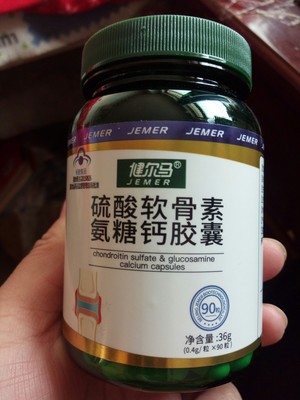 JEMER JEMER JEMER
健尔马®
JEMER
硫酸软骨素
氨糖钙胶囊
chondroitin sulfate & glucosamine
calcium capsules
90粒
净含量:36g
(0.4g/粒×90粒)